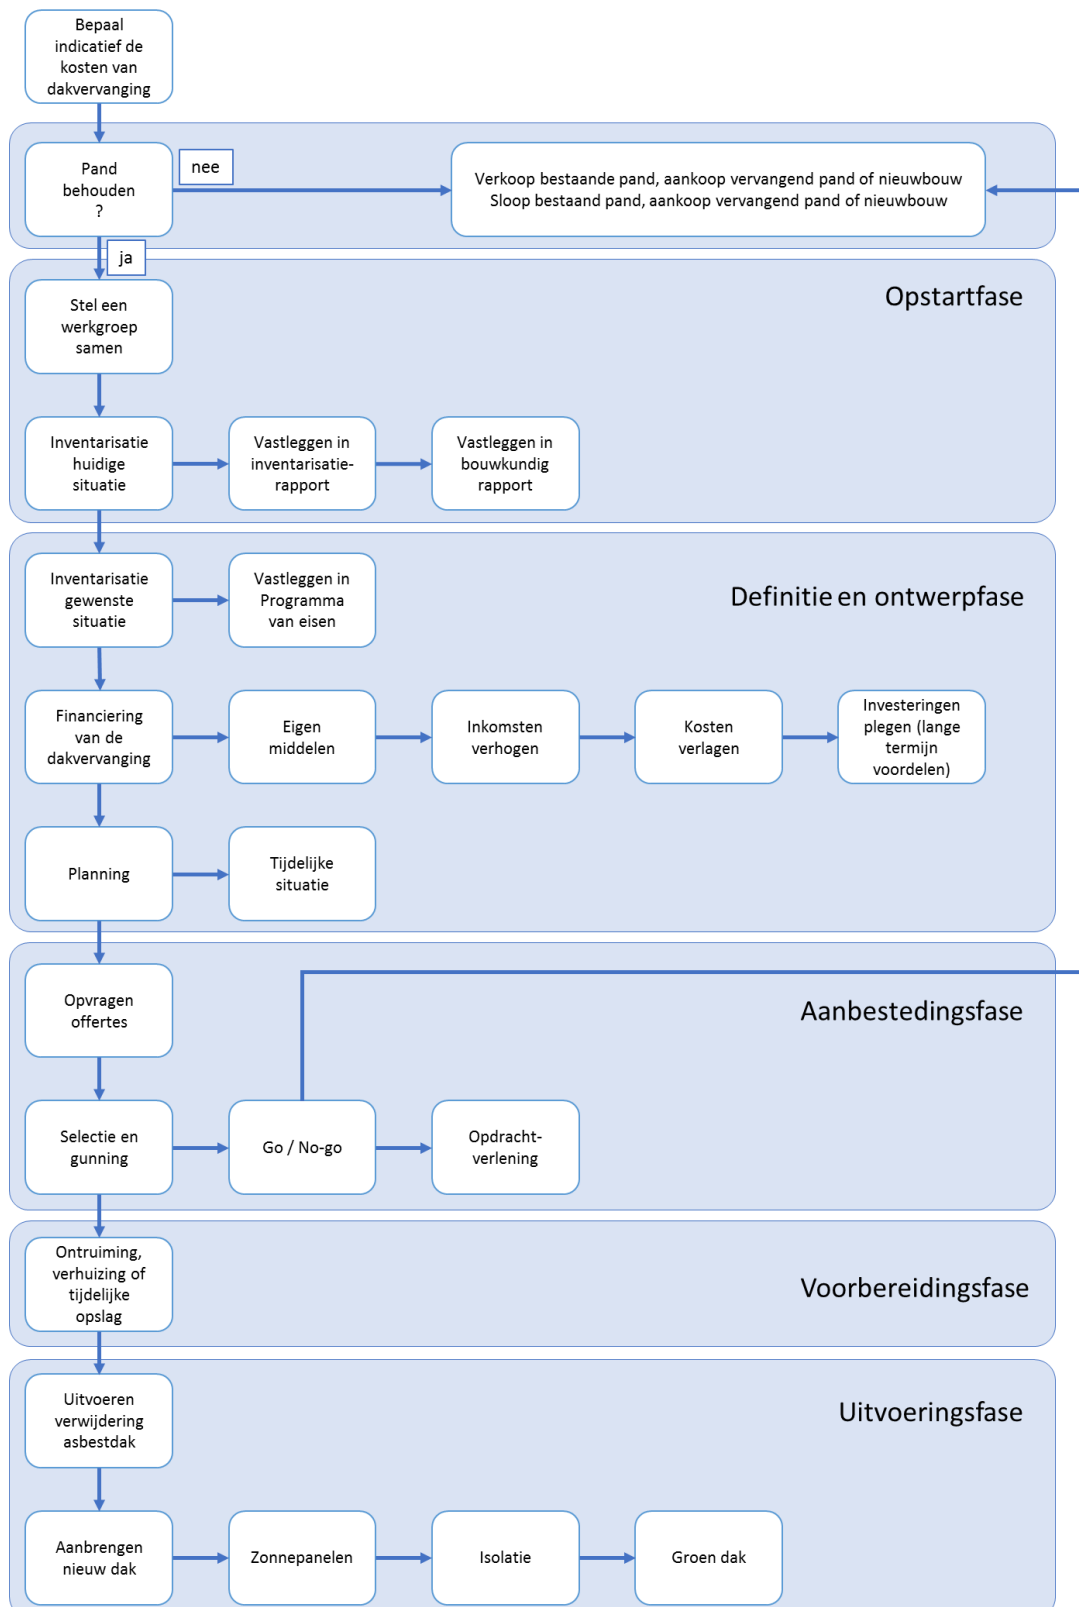 Bepaal
indicatief de
kosten van
dakvervanging
Pand
behouden
?
nee
Verkoop bestaande pand, aankoop vervangend pand of nieuwbouw
Sloop bestaand pand, aankoop vervangend pand of nieuwbouw
ja
Opstartfase
Stel een
werkgroep
samen
Inventarisatie
huidige
situatie
Vastleggen in
inventarisatie-
rapport
Vastleggen in
bouwkundig
rapport
Definitie en ontwerpfase
Inventarisatie
gewenste
situatie
Vastleggen in
Programma
van eisen
Financiering
van de
dakvervanging
Eigen
middelen
Inkomsten
verhogen
Kosten
verlagen
Investeringen
plegen (lange
termijn
voordelen)
Planning
Tijdelijke
situatie
Aanbestedingsfase
Opvragen
offertes
Selectie en
gunning
Go / No-go
Opdracht-
verlening
Voorbereidingsfase
Ontruiming,
verhuizing of
tijdelijke
opslag
Uitvoeringsfase
Uitvoeren
verwijdering
asbestdak
Aanbrengen
nieuw dak
Zonnepanelen
Isolatie
Groen dak